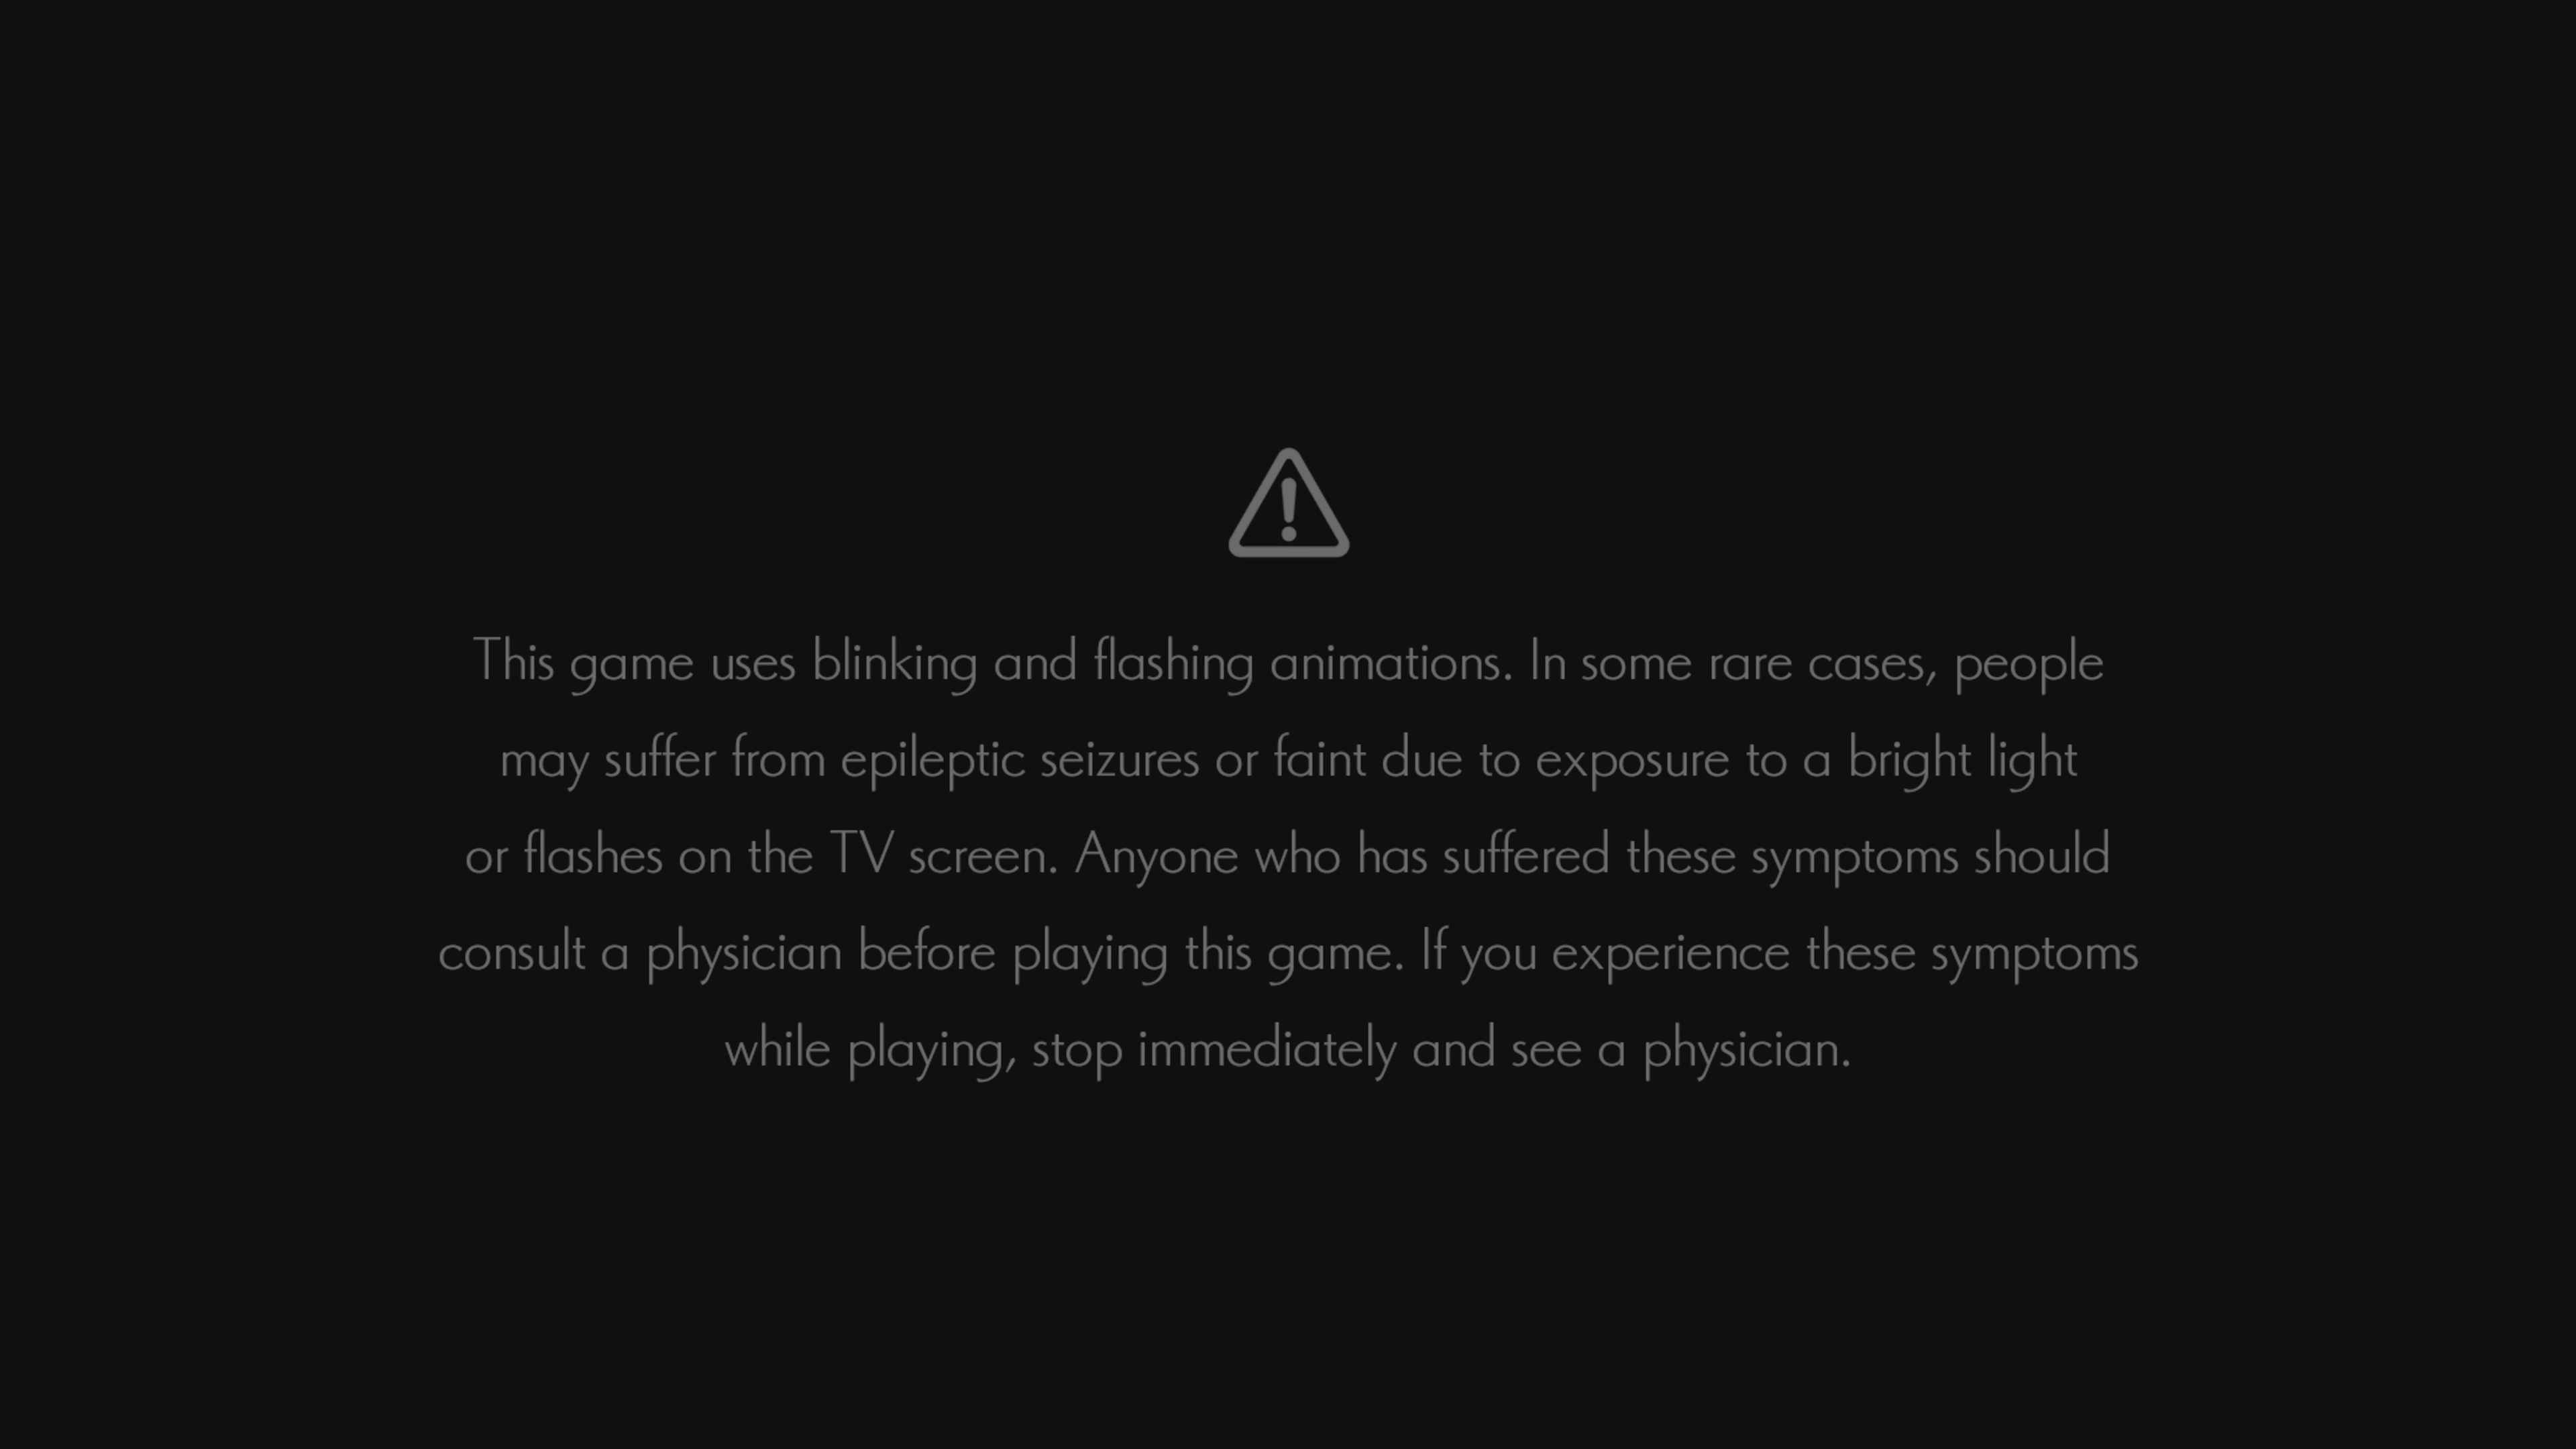 This game uses blinking and flashing animations. In some rare cases, people
may suffer from epileptic seizures or faint due to exposure to a bright light
or flashes on the TV screen. Anyone who has suffered these symptoms should
consult a physician before playing this game. If you experience these symptoms
while playing, stop immediately and see a physician.